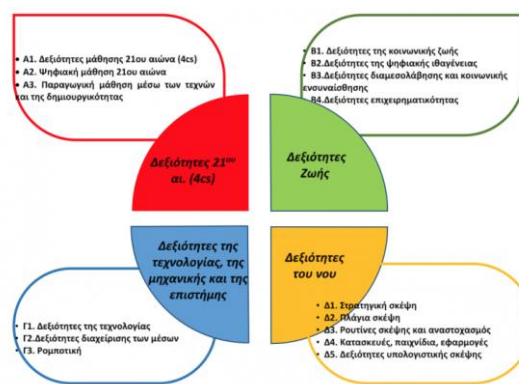 • Α1. Δεξιότητες μάθησης 21ου αιώνα (4cs)
• Α2. Ψηφιακή μάθηση 21ου αιώνα
• Α3. Παραγωγική μάθηση μέσω των τεχνών
και της δημιουργικότητας
• Β1. Δεξιότητες της κοινωνικής ζωής
• Β2.Δεξιότητες της ψηφιακής ιθαγένειας
• Β3.Δεξιότητες διαμεσολάβησης και κοινωνικής
ενσυναίσθησης
• Β4.Δεξιότητες επιχειρηματικότητας
Δεξιότητες 21ου
αι. (4cs)
Δεξιότητες
Ζωής
Δεξιότητες της
τεχνολογίας, της
μηχανικής και της
επιστήμης
Δεξιότητες
του νου
• Γ1. Δεξιότητες της τεχνολογίας
• Γ2.Δεξιότητες διαχείρισης των μέσων
• Γ3. Ρομποτική
• Δ1. Στρατηγική σκέψη
• Δ2. Πλάγια σκέψη
• Δ3. Ρουτίνες σκέψης και αναστοχασμός
• Δ4. Κατασκευές, παιχνίδια, εφαρμογές
• Δ5. Δεξιότητες υπολογιστικής σκέψης